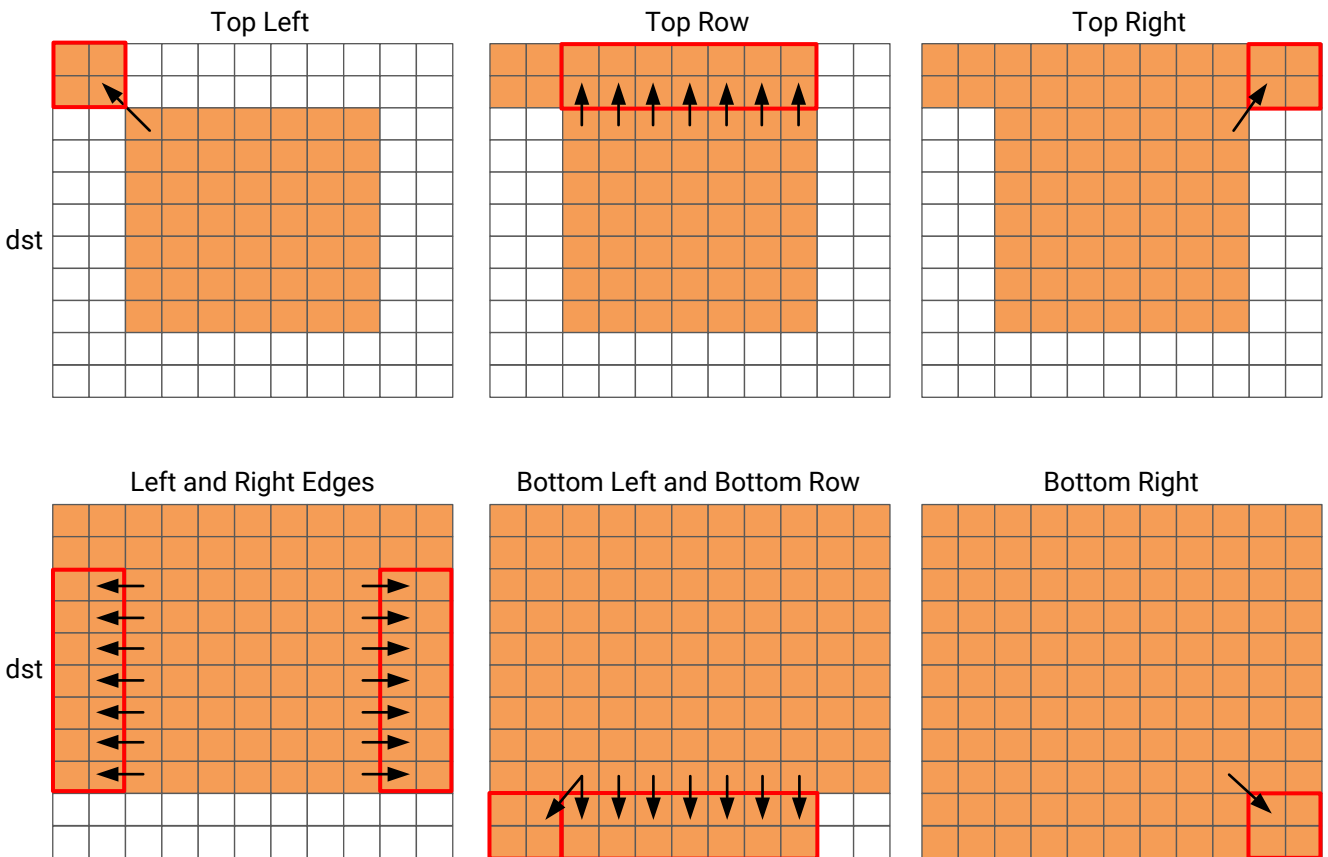 Top Left
Top Row
Top Right
dst
Left and Right Edges
Bottom Left and Bottom Row
Bottom Right
dst